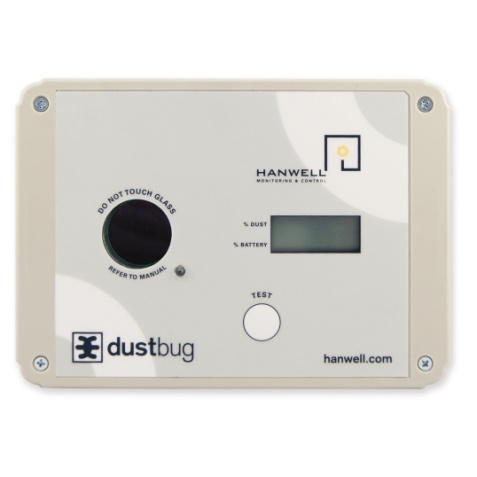 HANWELL
MONITORING & CONTROL
DO NOT TOUCH GLASS
REFER TO MANUAL
% DUST
% BATTERY
TEST
dustbug
hanwell.com